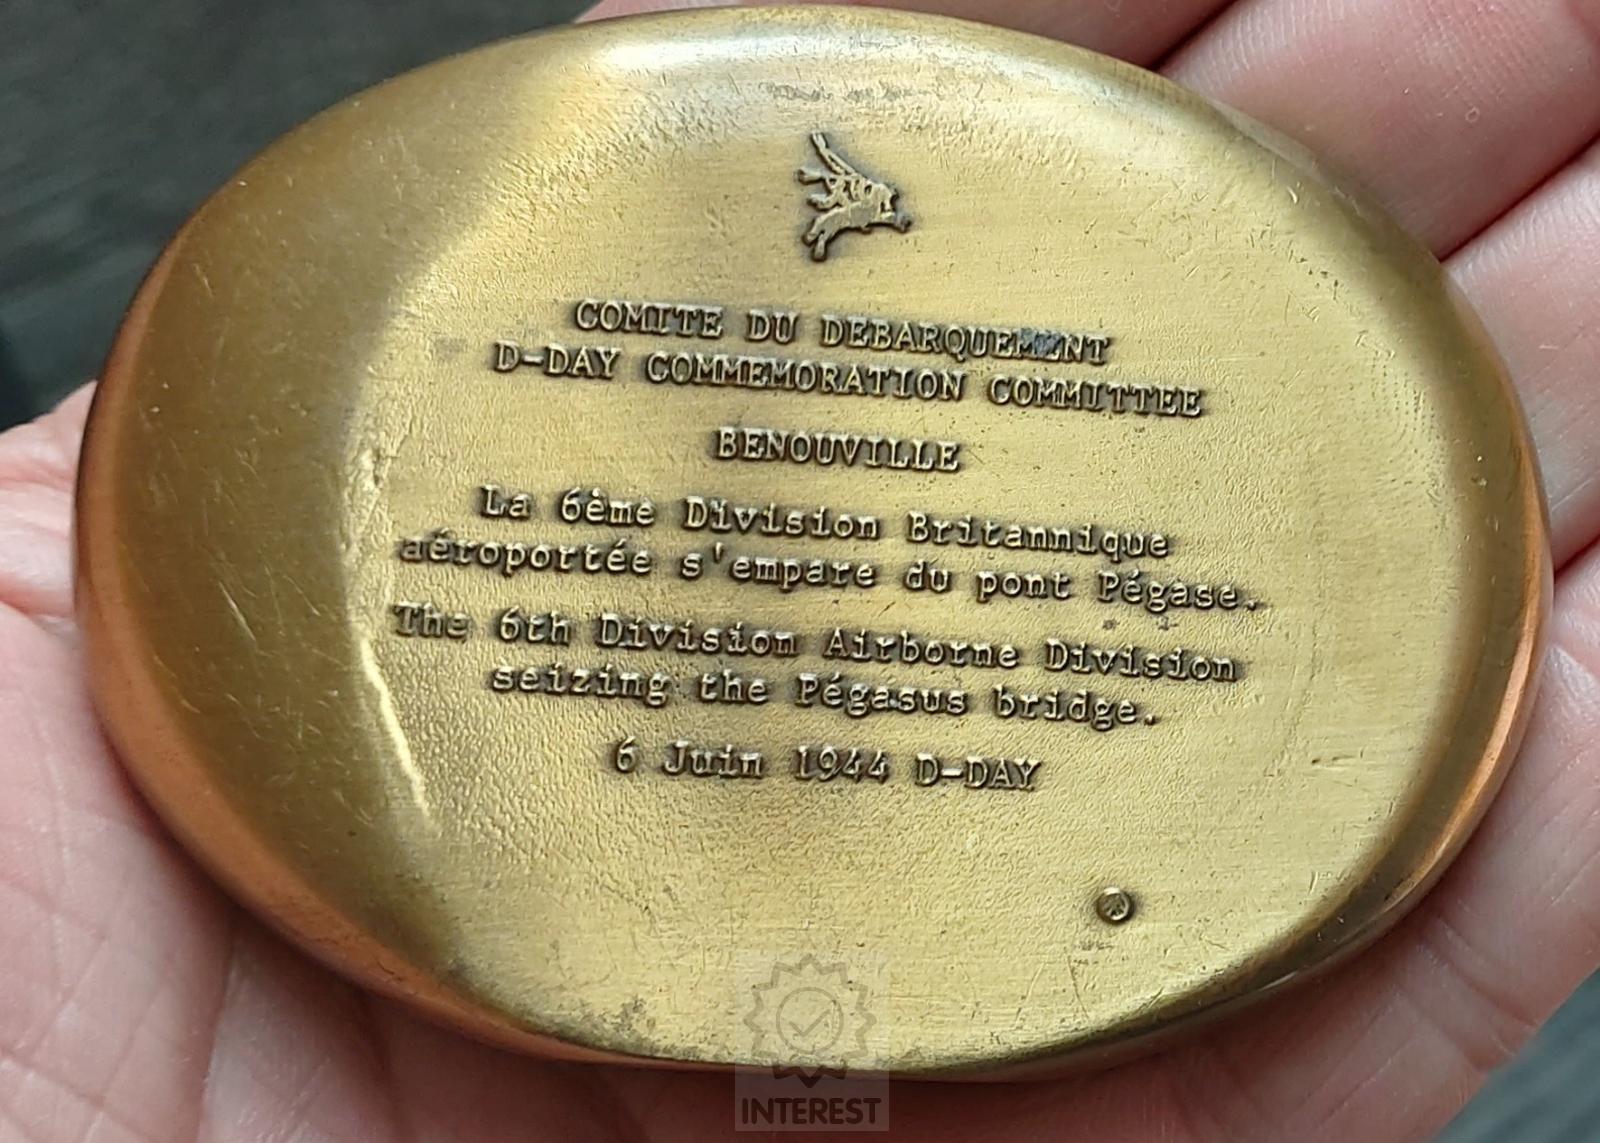 COMITE DU DEBARQUEMENT
D-DAY COMMEMORATION COMMITTEE
BENOUVILLE
La 6ème Division Britannique
aéroportée s'empare du pont Pégase.
The 6th Division Airborne Division
seizing the Pégasus bridge.
6 Juin 1944 D-DAY
INTEREST